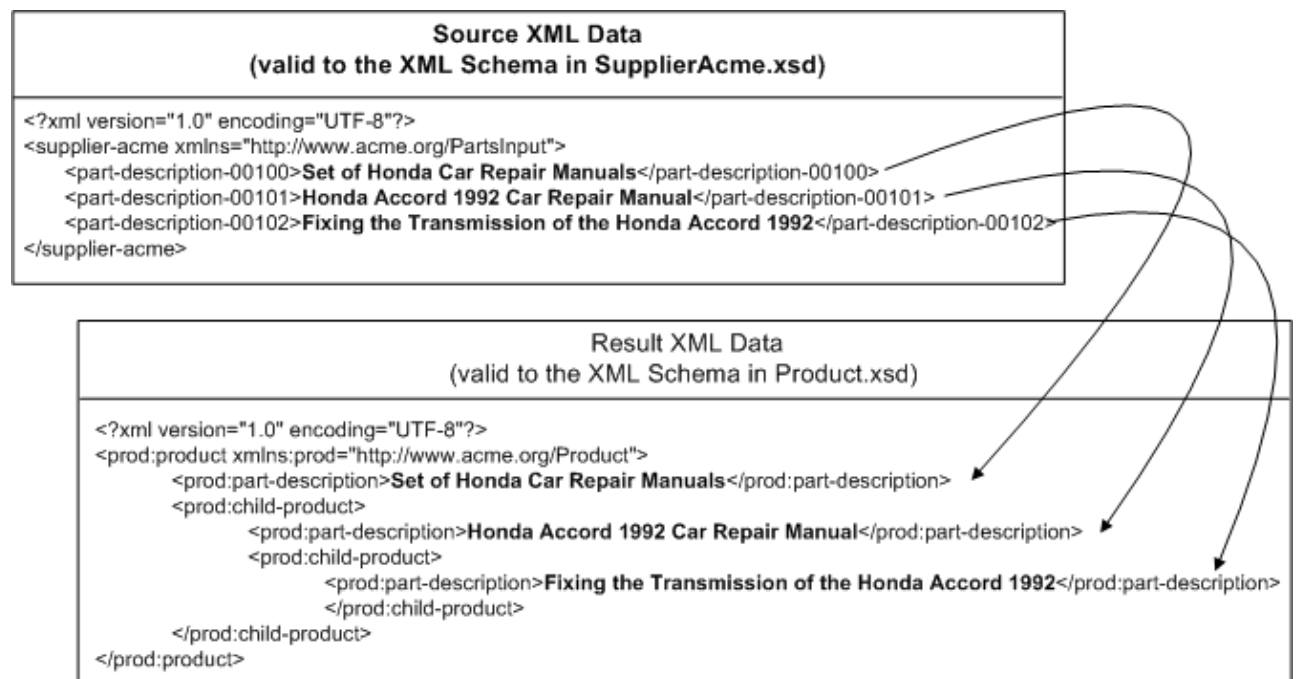 Source XML Data
(valid to the XML Schema in SupplierAcme.xsd)
<?xml version="1.0" encoding="UTF-8"?>
<supplier-acme xmlns="http://www.acme.org/PartsInput">
<part-description-00100>Set of Honda Car Repair Manuals</part-description-00100>
<part-description-00101>Honda Accord 1992 Car Repair Manual</part-description-00101>
<part-description-00102>Fixing the Transmission of the Honda Accord 1992</part-description-00102>
</supplier-acme>
Result XML Data
(valid to the XML Schema in Product.xsd)
<?xml version="1.0" encoding="UTF-8"?>
<prod:product xmlns:prod="http://www.acme.org/Product">
<prod:part-description>Set of Honda Car Repair Manuals</prod:part-description>
<prod:child-product>
<prod:part-description>Honda Accord 1992 Car Repair Manual</prod:part-description>
<prod:child-product>
<prod:part-description>Fixing the Transmission of the Honda Accord 1992</prod:part-description>
</prod:child-product>
</prod:child-product>
</prod:product>